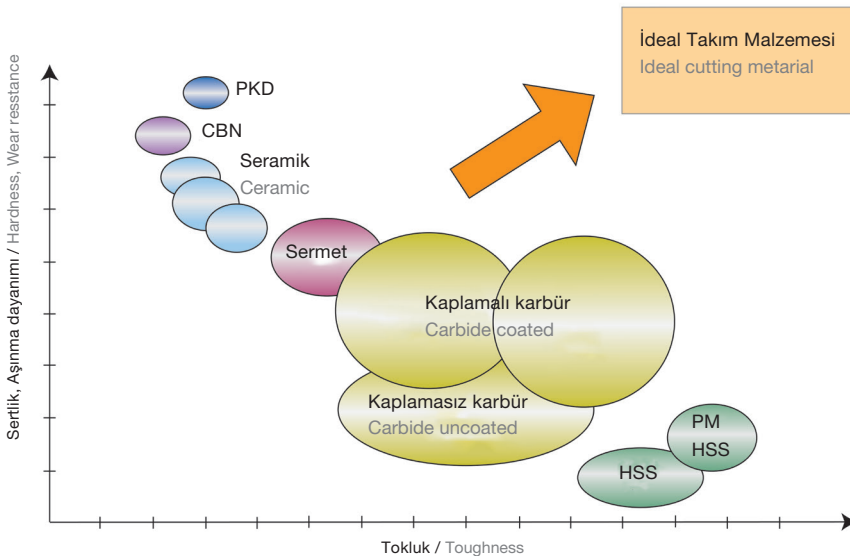 İdeal Takım Malzemesi
Ideal cutting metarial
PKD
CBN
Seramik
Ceramic
Sermet
Kaplamalı karbür
Carbide coated
Kaplamasız karbür
Carbide uncoated
PM
HSS
HSS
Sertlik, Aşınma dayanımı / Hardness, Wear resstance
Tokluk / Toughness